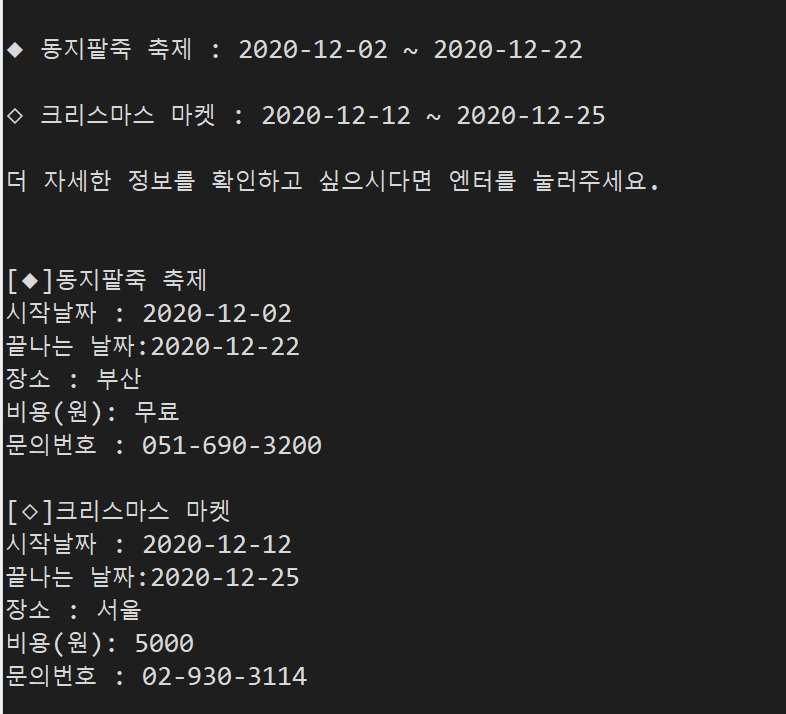 ◆ 동지팥죽 축제 : 2020-12-02 ~ 2020-12-22
◇ 크리스마스 마켓 : 2020-12-12 ~ 2020-12-25
더 자세한 정보를 확인하고 싶으시다면 엔터를 눌러주세요.
[◆]동지팥죽 축제
시작날짜 : 2020-12-02
끝나는 날짜:2020-12-22
장소 : 부산
비용(원): 무료
문의번호 : 051-690-3200
[◇]크리스마스 마켓
시작날짜 : 2020-12-12
끝나는 날짜:2020-12-25
장소 : 서울
비용(원): 5000
문의번호 : 02-930-3114